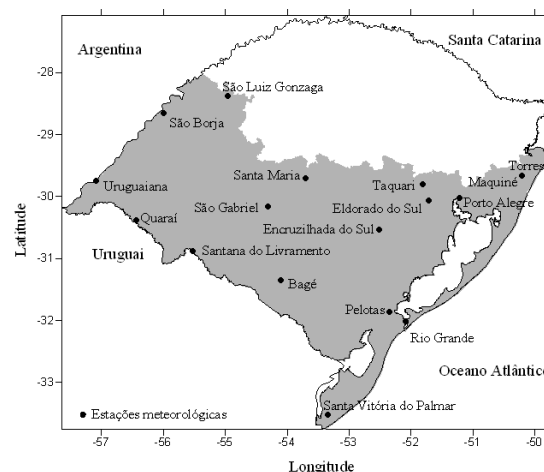 Argentina
Santa Catarina
-28
São Luiz Gonzaga
São Borja
-29
Torres
Santa Maria
Taquari
Maquiné
Uruguaiana
-30
São Gabriel
Eldorado do Sul
Porto Alegre
Quaraí
Encruzilhada do Sul
Latitude
Uruguai
Santana do Livramento
-31
Bagé
Pelotas
-32
Rio Grande
Oceano Atlântico
-33
Santa Vitória do Palmar
Estações meteorológicas
-57
-56
-55
-54
-53
-52
-51
-50
Longitude